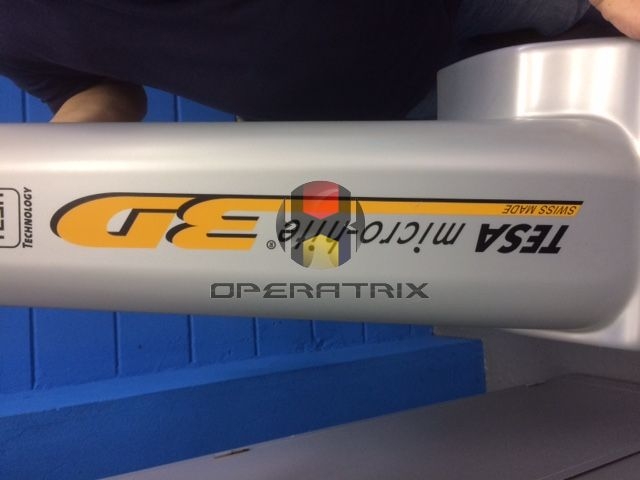 SWISS MADE
TESA micro-hite®
3D
TECHNOLOGY
OPERATRIX